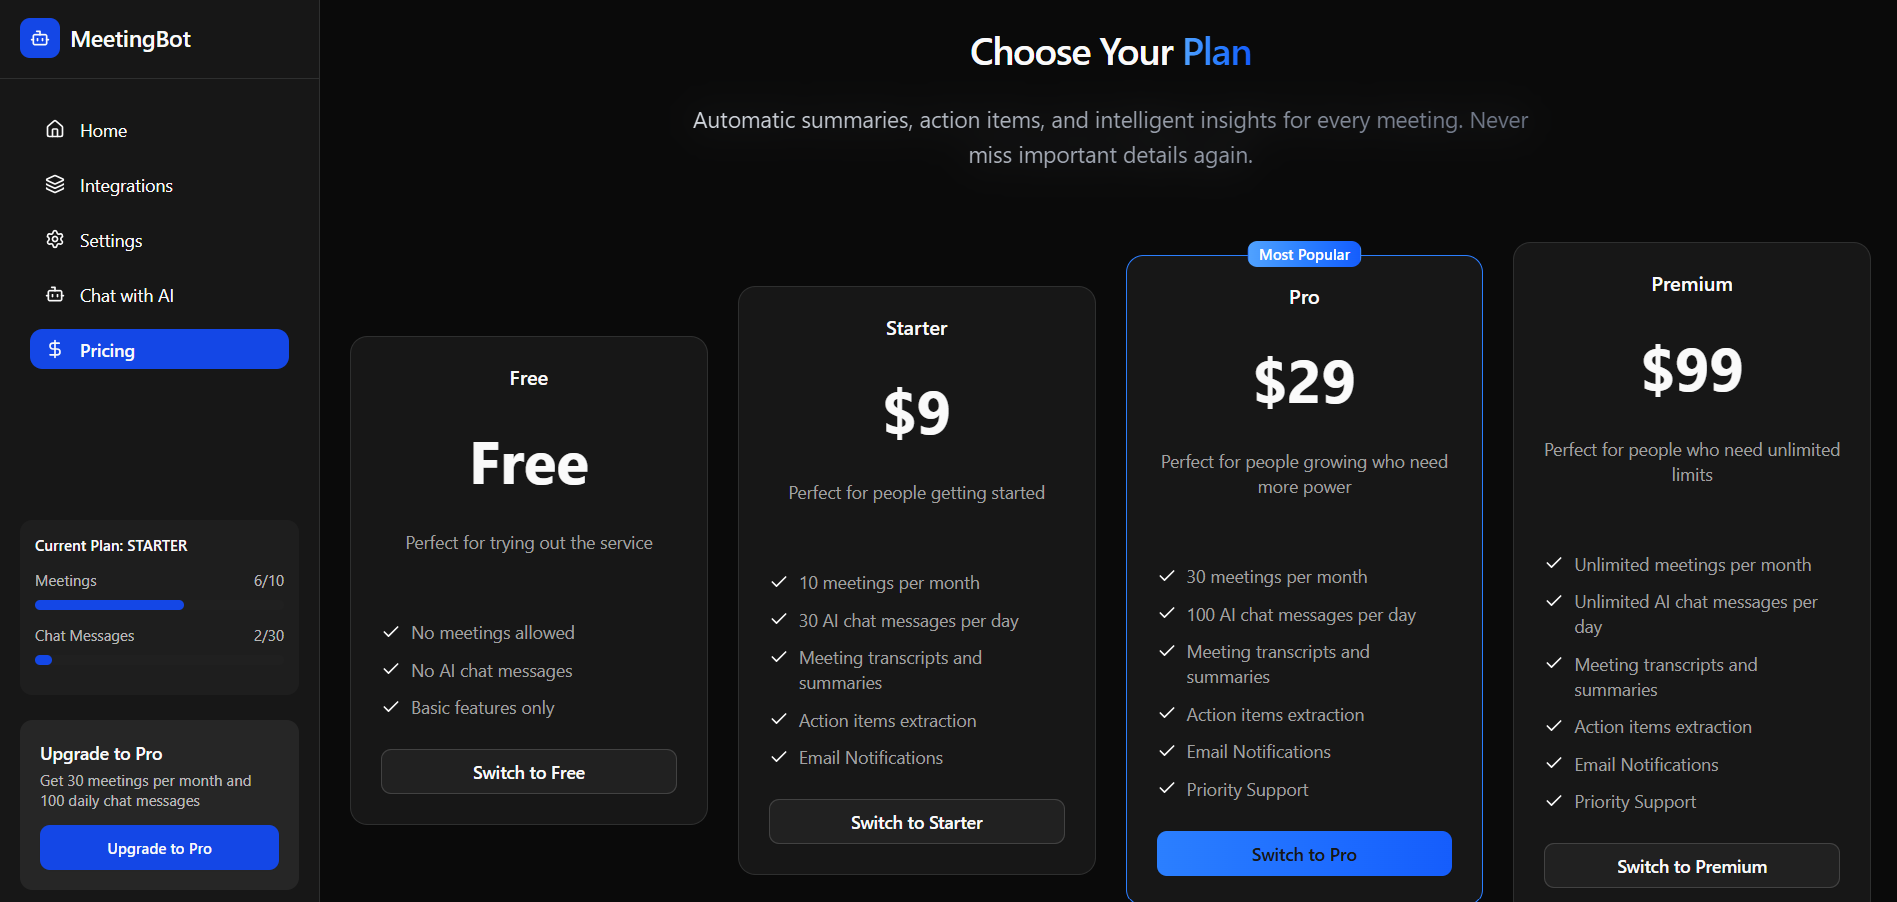 MeetingBot
Home
Integrations
Settings
Chat with AI
Pricing
Current Plan: STARTER
Meetings 6/10
Chat Messages 2/30
Upgrade to Pro
Get 30 meetings per month and
100 daily chat messages
Upgrade to Pro
Choose Your Plan
Automatic summaries, action items, and intelligent insights for every meeting. Never
miss important details again.
Free
Free
Perfect for trying out the service
No meetings allowed
No AI chat messages
Basic features only
Switch to Free
Starter
$9
Perfect for people getting started
10 meetings per month
30 AI chat messages per day
Meeting transcripts and
summaries
Action items extraction
Email Notifications
Switch to Starter
Most Popular
Pro
$29
Perfect for people growing who need
more power
30 meetings per month
100 AI chat messages per day
Meeting transcripts and
summaries
Action items extraction
Email Notifications
Priority Support
Switch to Pro
Premium
$99
Perfect for people who need unlimited
limits
Unlimited meetings per month
Unlimited AI chat messages per
day
Meeting transcripts and
summaries
Action items extraction
Email Notifications
Priority Support
Switch to Premium